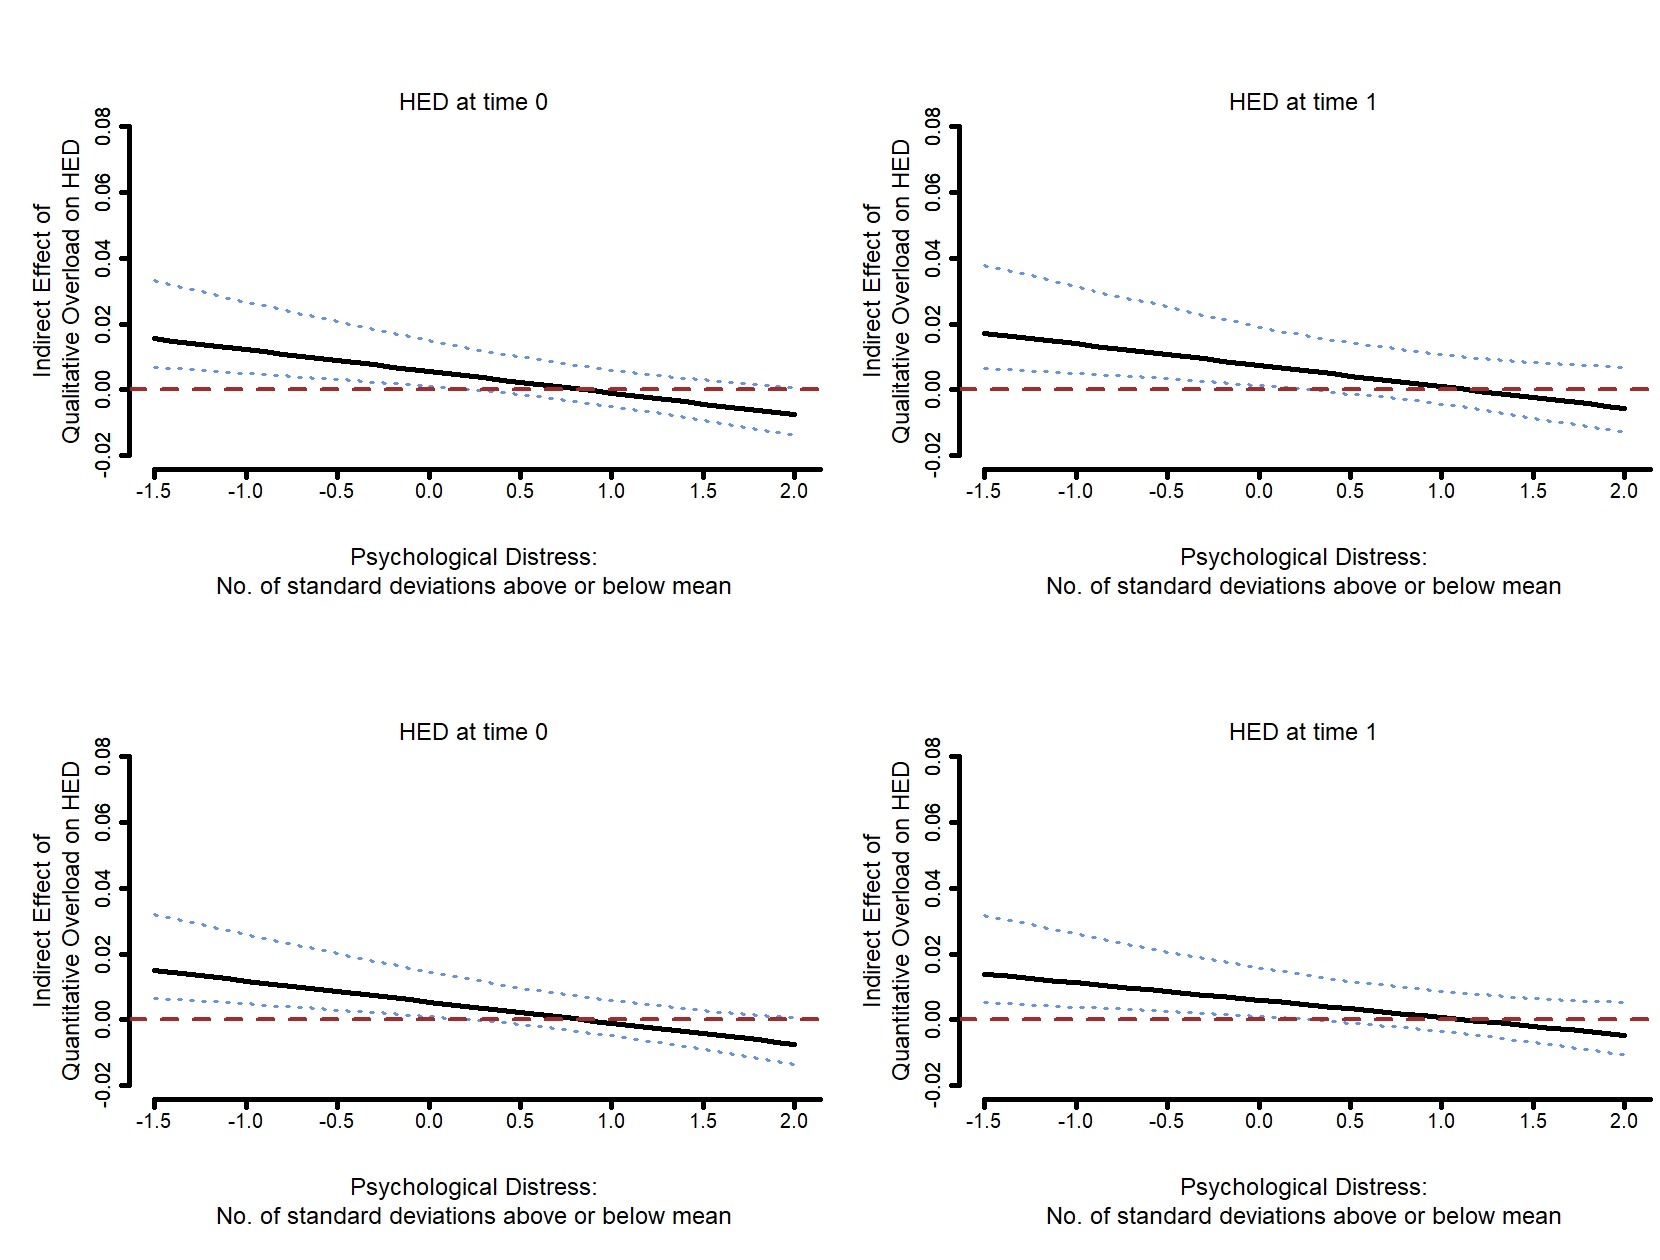 HED at time 0
Indirect Effect of
Qualitative Overload on HED
0.08
0.06
0.04
0.02
0.00
-0.02
-1.5 -1.0 -0.5 0.0 0.5 1.0 1.5 2.0
Psychological Distress:
No. of standard deviations above or below mean
HED at time 1
Indirect Effect of
Qualitative Overload on HED
0.08
0.06
0.04
0.02
0.00
-0.02
-1.5 -1.0 -0.5 0.0 0.5 1.0 1.5 2.0
Psychological Distress:
No. of standard deviations above or below mean
HED at time 0
Indirect Effect of
Quantitative Overload on HED
0.08
0.06
0.04
0.02
0.00
-0.02
-1.5 -1.0 -0.5 0.0 0.5 1.0 1.5 2.0
Psychological Distress:
No. of standard deviations above or below mean
HED at time 1
Indirect Effect of
Quantitative Overload on HED
0.08
0.06
0.04
0.02
0.00
-0.02
-1.5 -1.0 -0.5 0.0 0.5 1.0 1.5 2.0
Psychological Distress:
No. of standard deviations above or below mean